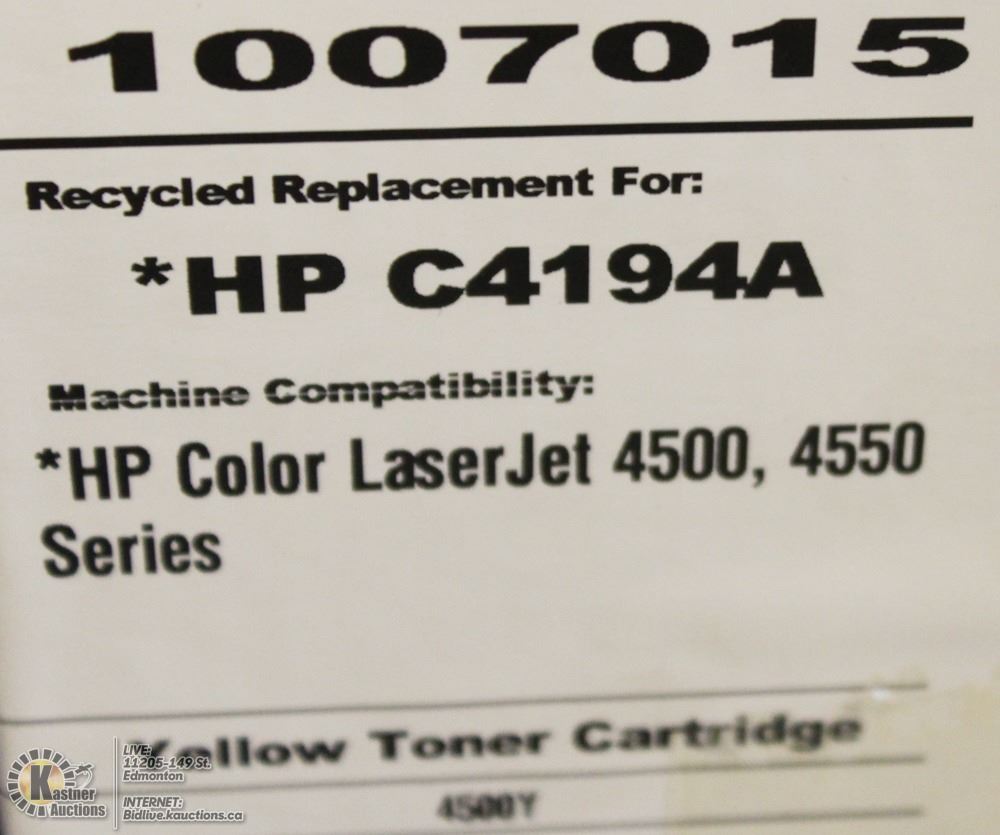 1007015
Recycled Replacement For:
*HP C4194A
Machine Compatibility:
*HP Color LaserJet 4500, 4550
Series
Yellow Toner Cartridge
4500Y
Kastner
Auctions
LIVE:
11205-149 St.
Edmonton
INTERNET:
Bidlive.kauctions.ca